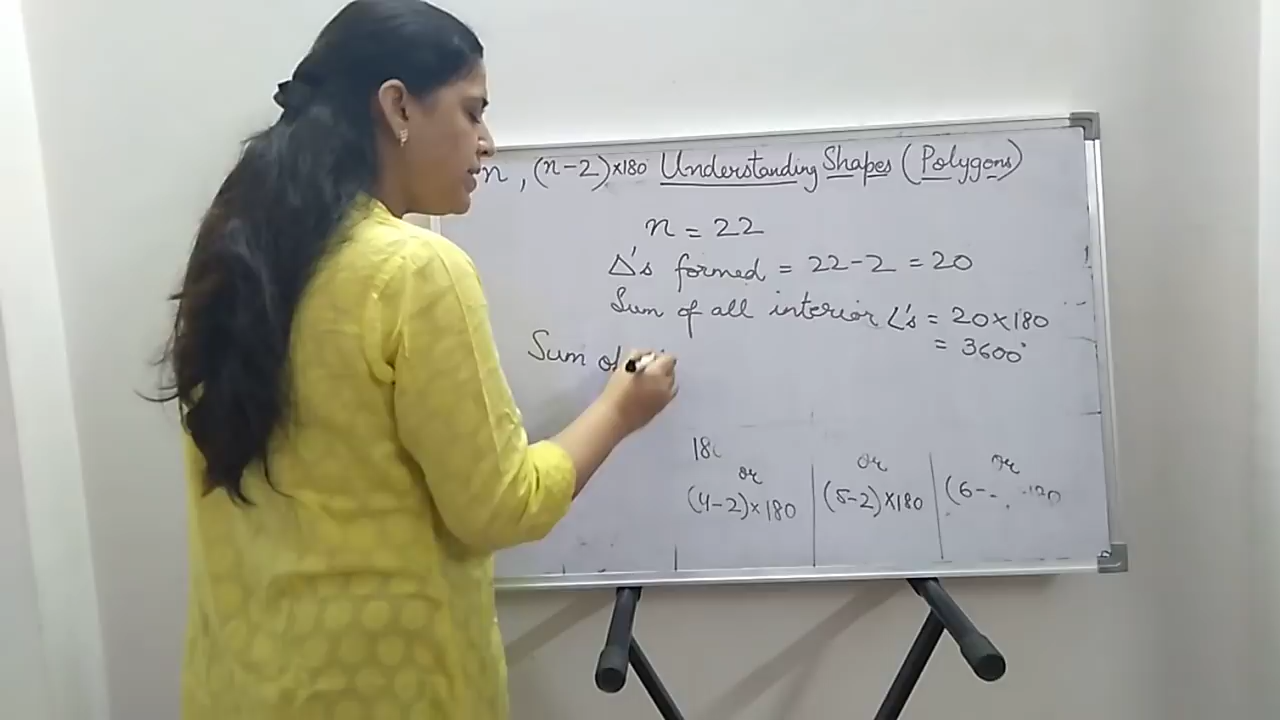 n, (n-2)×180 Understanding Shapes (Polygons)
n = 22
Δ's formed = 22-2 = 20
Sum of all interior ∠'s = 20×180
= 3600°
Sum of
or or or
(4-2)×180 (5-2)×180 (6-